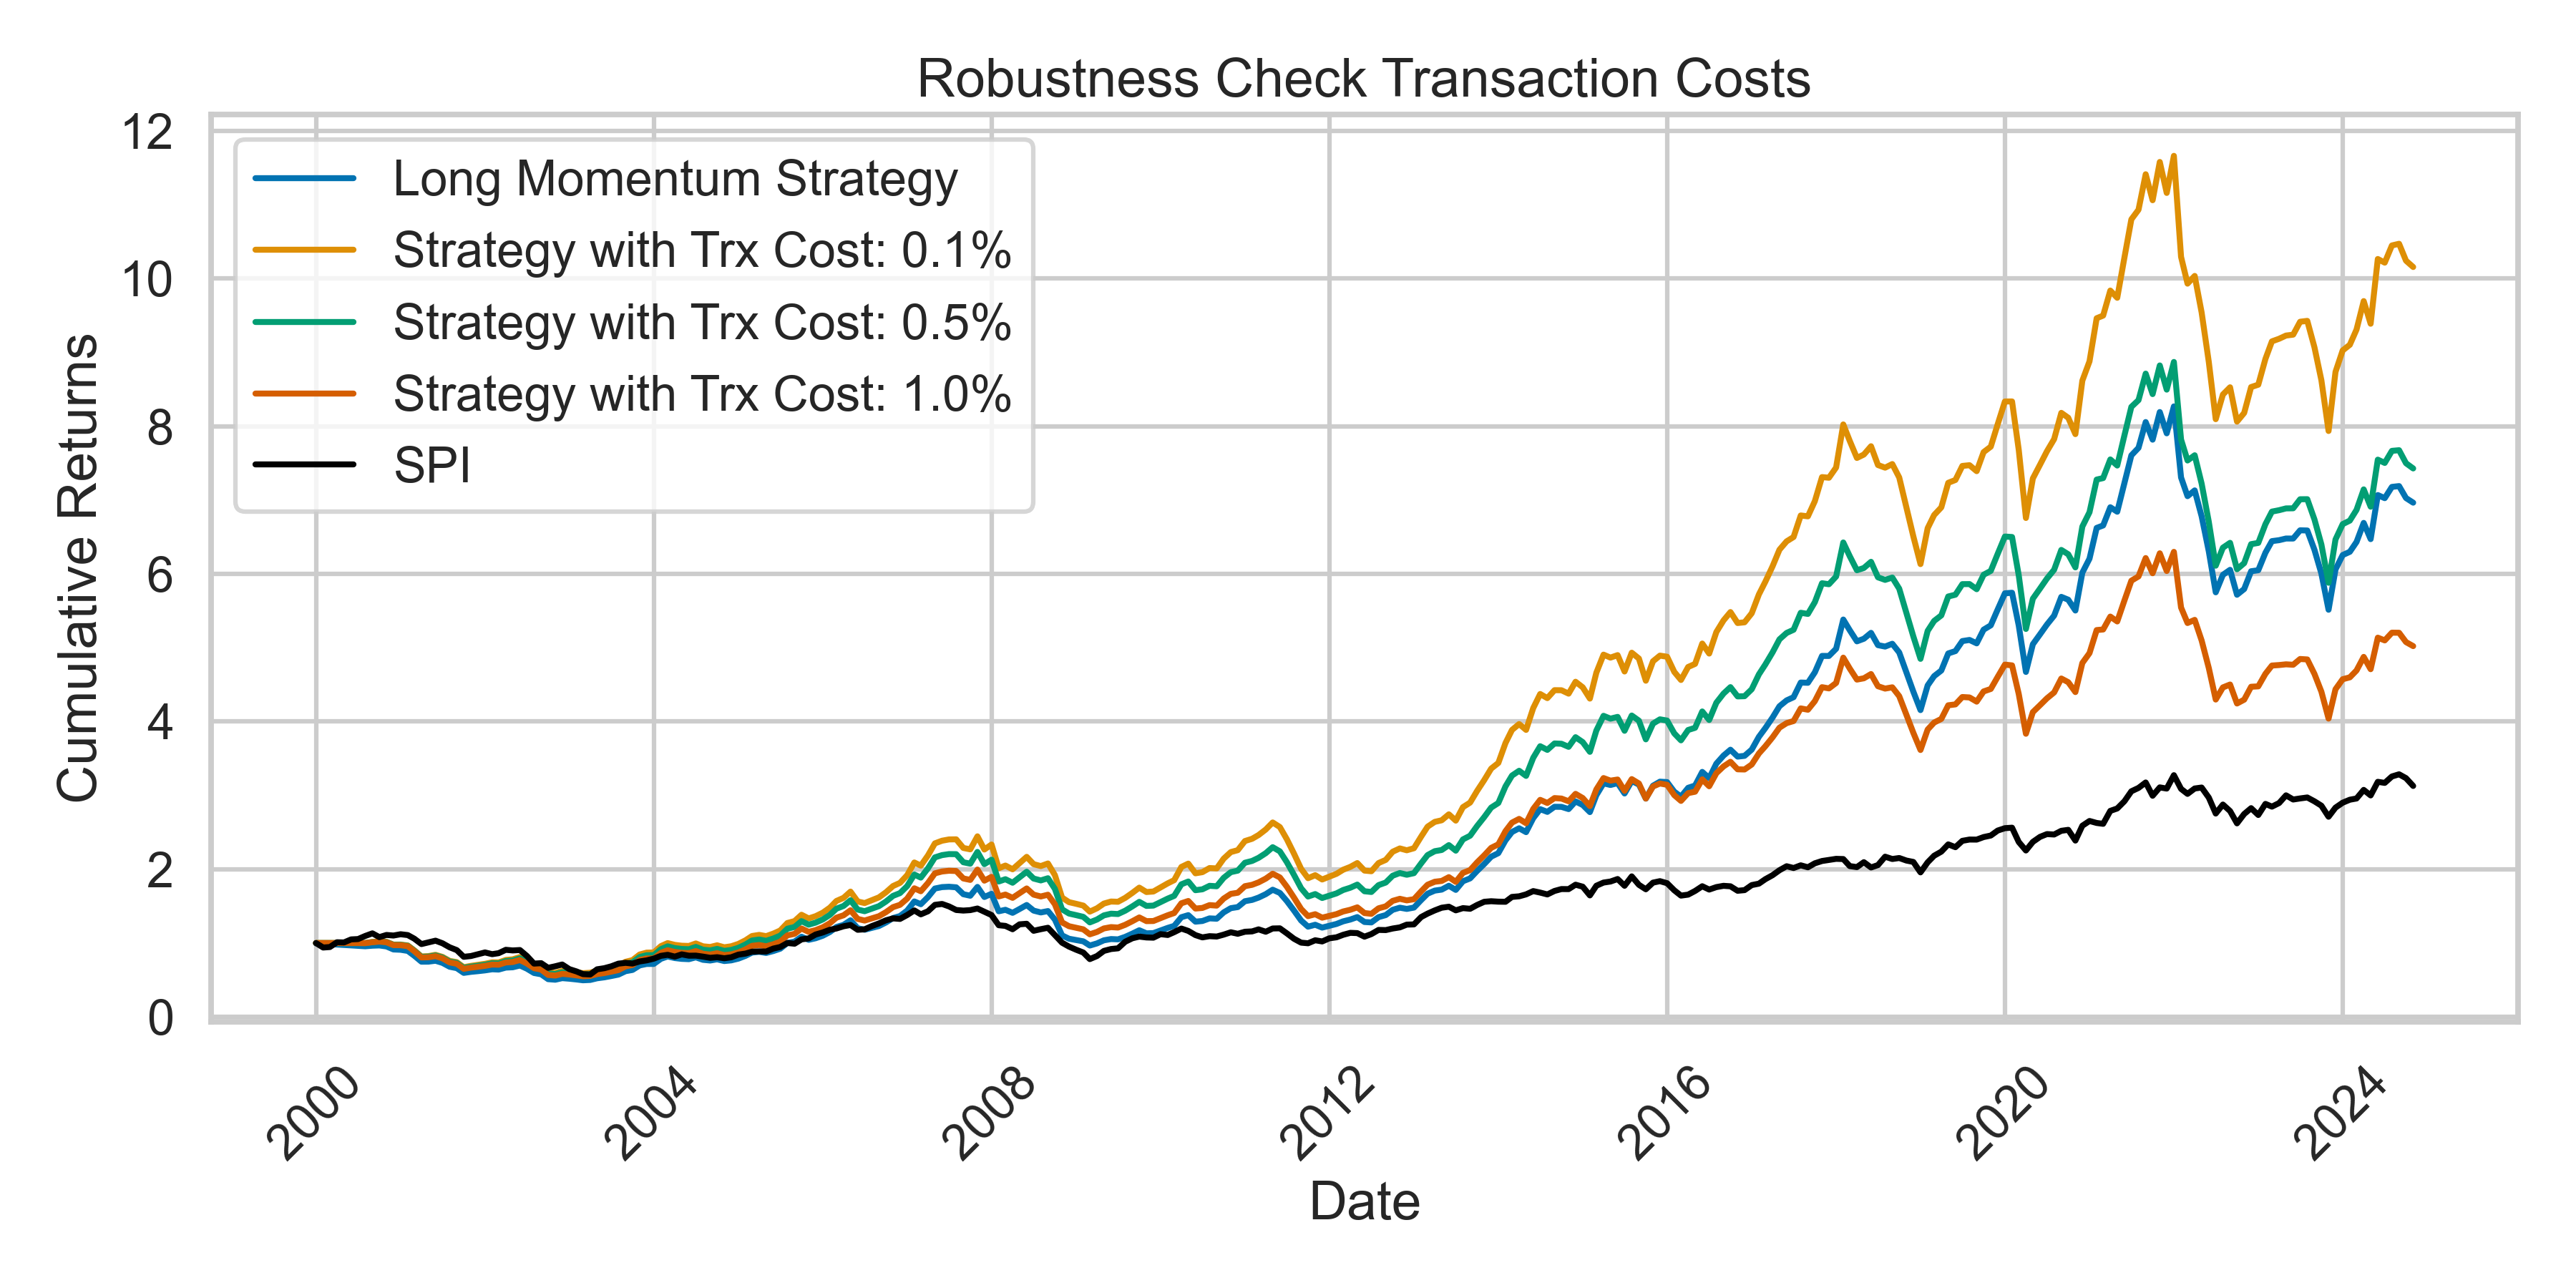 Robustness Check Transaction Costs
12
10
8
6
4
2
0
Cumulative Returns
Long Momentum Strategy
Strategy with Trx Cost: 0.1%
Strategy with Trx Cost: 0.5%
Strategy with Trx Cost: 1.0%
SPI
2000
2004
2008
2012
2016
2020
2024
Date